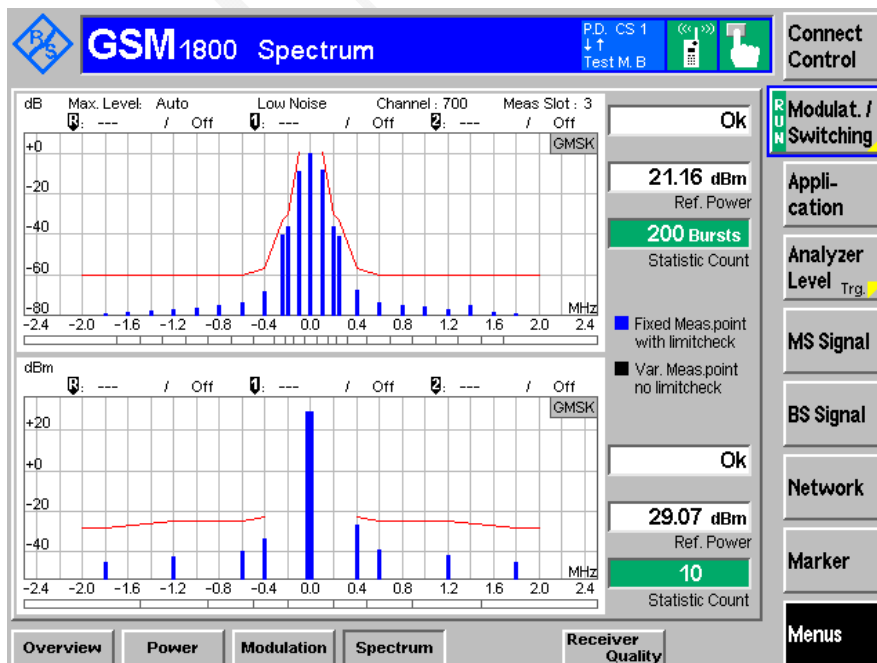 R&S
GSM 1800 Spectrum
P.D. CS 1
↓↑
Test M. B
Connect
Control
dB Max. Level: Auto Low Noise Channel : 700 Meas Slot : 3
R: --- / Off 1: --- / Off 2: --- / Off
GMSK
+0
-20
-40
-60
-80
MHz
-2.4 -2.0 -1.6 -1.2 -0.8 -0.4 0.0 0.4 0.8 1.2 1.6 2.0 2.4
Ok
21.16 dBm
Ref. Power
200 Bursts
Statistic Count
Fixed Meas.point
with limitcheck
Var. Meas.point
no limitcheck
dBm
R: --- / Off 1: --- / Off 2: --- / Off
GMSK
+20
+0
-20
-40
MHz
-2.4 -2.0 -1.6 -1.2 -0.8 -0.4 0.0 0.4 0.8 1.2 1.6 2.0 2.4
Ok
29.07 dBm
Ref. Power
10
Statistic Count
RUN
Modulat. /
Switching
Appli-
cation
Analyzer
Level Trg.
MS Signal
BS Signal
Network
Marker
Menus
Overview Power Modulation Spectrum Receiver
Quality